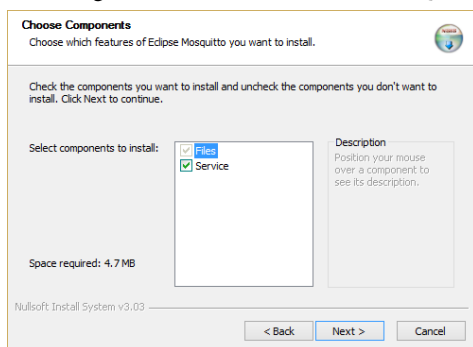 Choose Components
Choose which features of Eclipse Mosquitto you want to install.
Check the components you want to install and uncheck the components you don't want to
install. Click Next to continue.
Select components to install:
Files
Service
Description
Position your mouse
over a component to
see its description.
Space required: 4.7 MB
Nullsoft Install System v3.03
< Back
Next >
Cancel